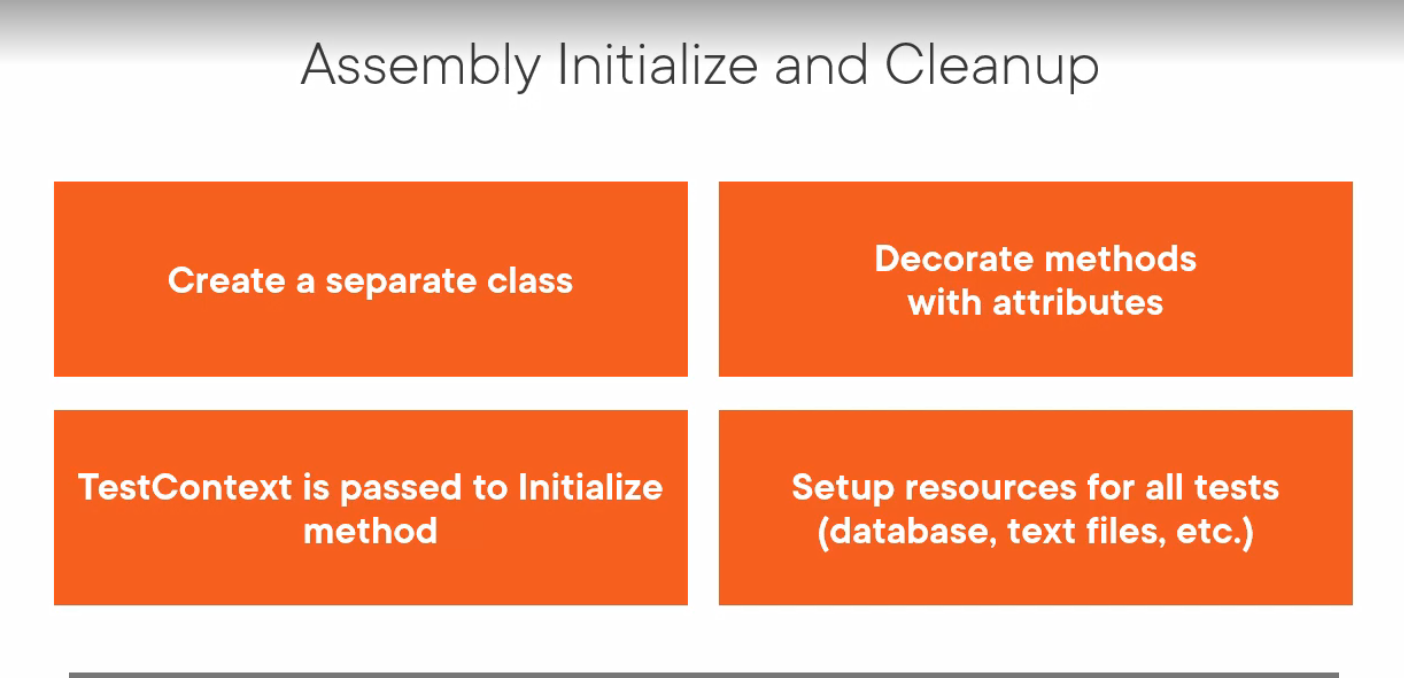 Assembly Initialize and Cleanup
Create a separate class
Decorate methods
with attributes
TestContext is passed to Initialize
method
Setup resources for all tests
(database, text files, etc.)